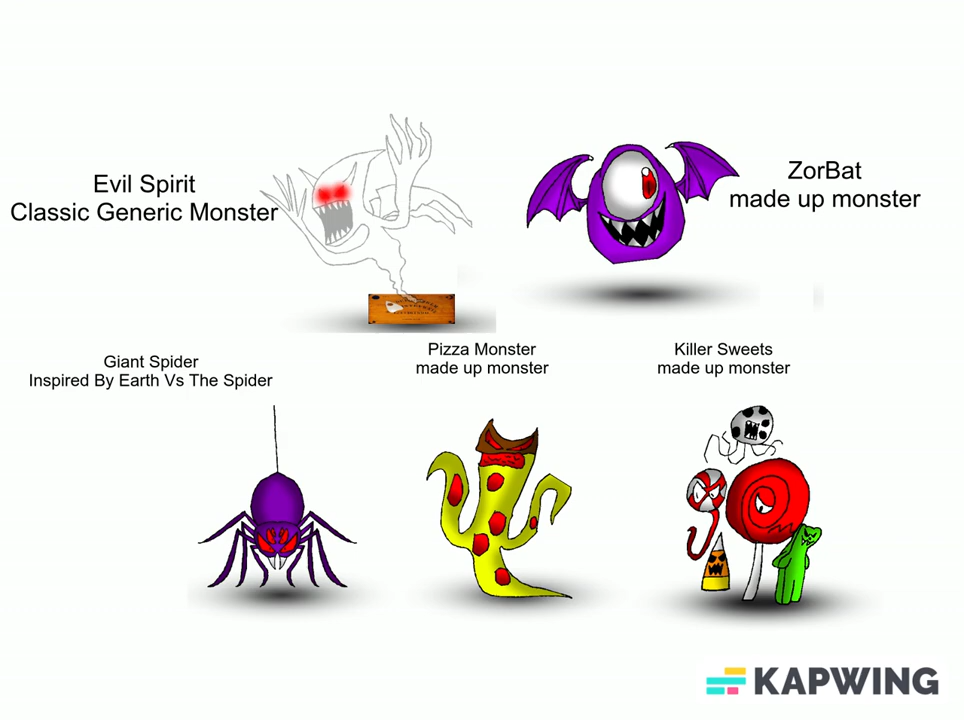 Evil Spirit
Classic Generic Monster
ZorBat
made up monster
Giant Spider
Inspired By Earth Vs The Spider
Pizza Monster
made up monster
Killer Sweets
made up monster
KAPWING